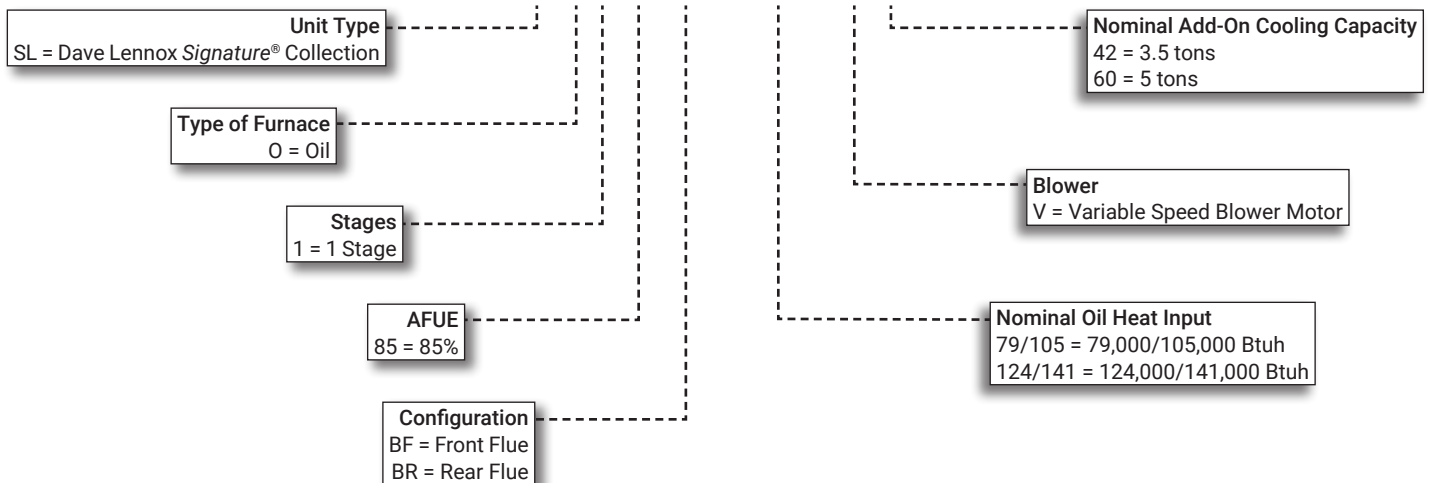 Unit Type
SL = Dave Lennox Signature® Collection
Type of Furnace
O = Oil
Stages
1 = 1 Stage
AFUE
85 = 85%
Configuration
BF = Front Flue
BR = Rear Flue
Nominal Add-On Cooling Capacity
42 = 3.5 tons
60 = 5 tons
Blower
V = Variable Speed Blower Motor
Nominal Oil Heat Input
79/105 = 79,000/105,000 Btuh
124/141 = 124,000/141,000 Btuh